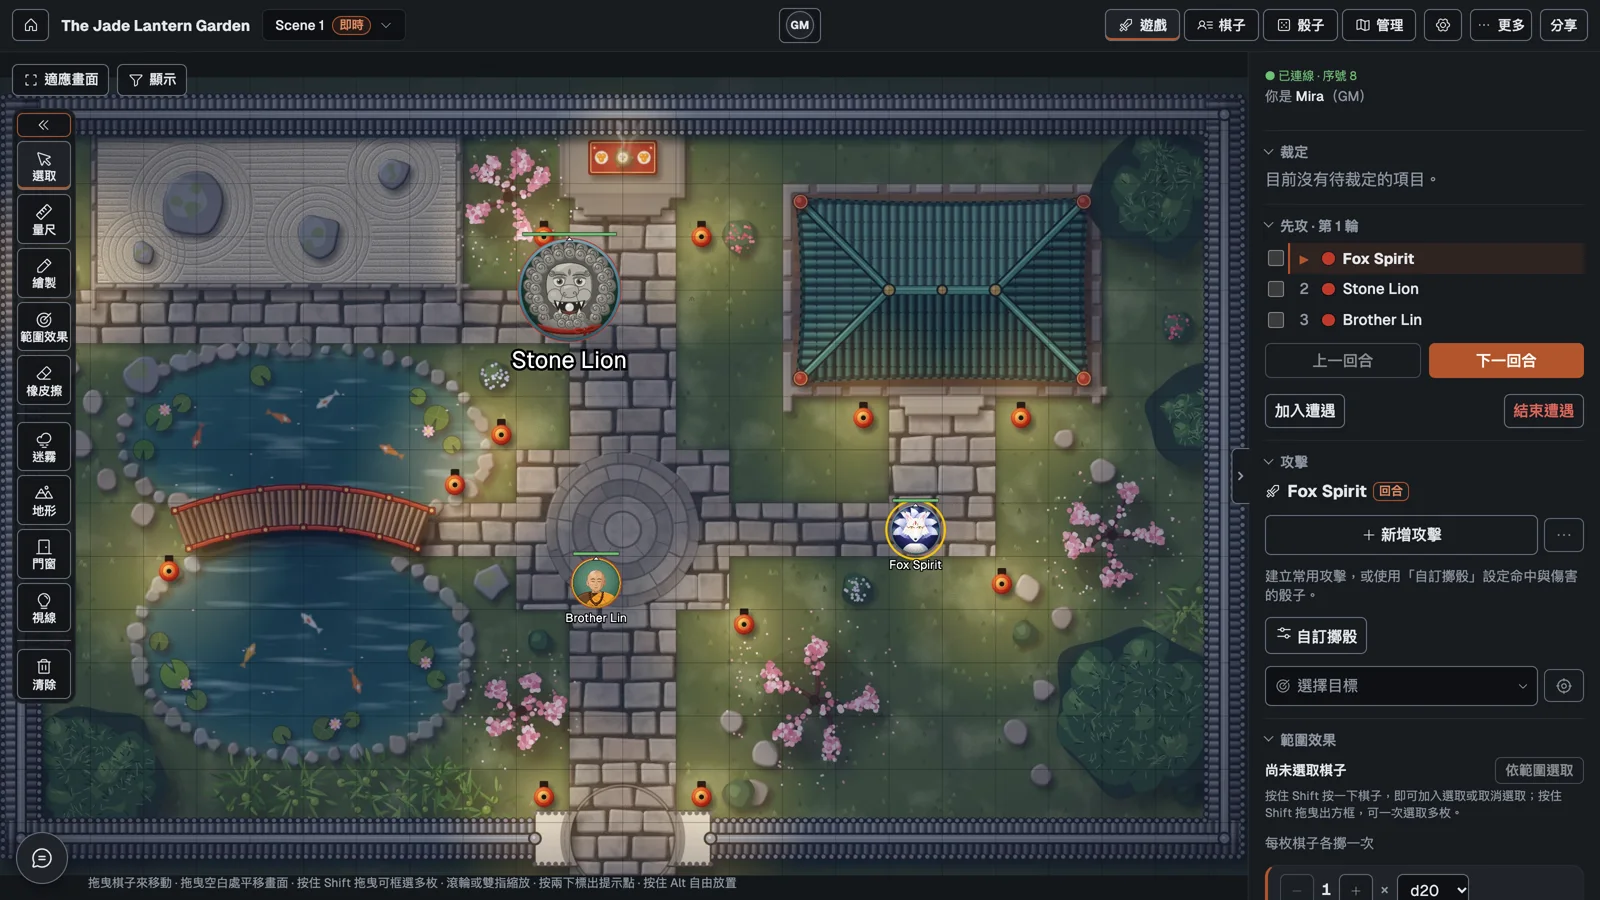 The Jade Lantern Garden
Scene 1 即時
GM
遊戲
棋子
骰子
管理
更多
分享
適應畫面
顯示
選取
量尺
繪製
範圍效果
橡皮擦
迷霧
地形
門窗
視線
清除
Stone Lion
Fox Spirit
Brother Lin
拖曳棋子來移動 · 拖曳空白處平移畫面 · 按住 Shift 拖曳可框選多枚 · 滾輪或雙指縮放 · 按兩下標出提示點 · 按住 Alt 自由放置
已連線 · 序號 8
你是 Mira（GM）
裁定
目前沒有待裁定的項目。
先攻 · 第 1 輪
Fox Spirit
2 Stone Lion
3 Brother Lin
上一回合
下一回合
加入遭遇
結束遭遇
攻擊
Fox Spirit 回合
＋ 新增攻擊
建立常用攻擊，或使用「自訂擲骰」設定命中與傷害
的骰子。
自訂擲骰
選擇目標
範圍效果
尚未選取棋子
依範圍選取
按住 Shift 按一下棋子，即可加入選取或取消選取；按住
Shift 拖曳出方框，可一次選取多枚。
每枚棋子各擲一次
− 1 + × d20